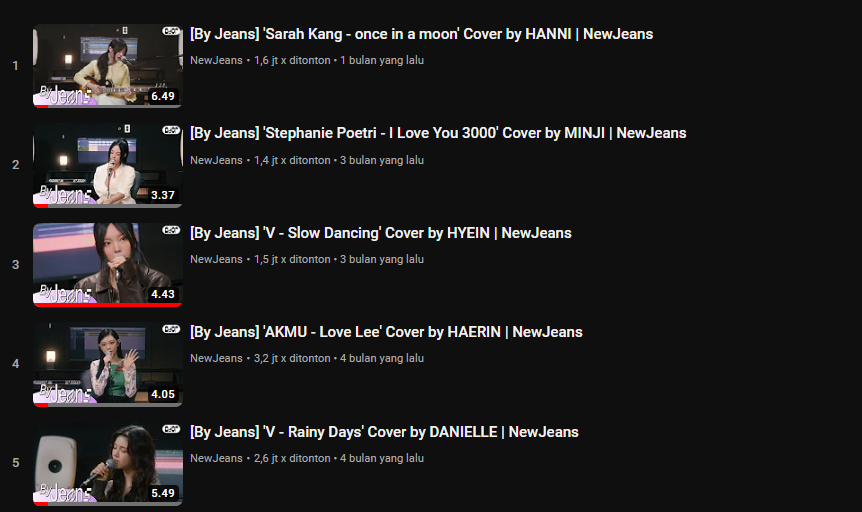 1
[By Jeans] 'Sarah Kang - once in a moon' Cover by HANNI | NewJeans
NewJeans • 1,6 jt x ditonton • 1 bulan yang lalu
By Jeans
6.49
2
[By Jeans] 'Stephanie Poetri - I Love You 3000' Cover by MINJI | NewJeans
NewJeans • 1,4 jt x ditonton • 3 bulan yang lalu
By Jeans
3.37
3
[By Jeans] 'V - Slow Dancing' Cover by HYEIN | NewJeans
NewJeans • 1,5 jt x ditonton • 3 bulan yang lalu
By Jeans
4.43
4
[By Jeans] 'AKMU - Love Lee' Cover by HAERIN | NewJeans
NewJeans • 3,2 jt x ditonton • 4 bulan yang lalu
By Jeans
4.05
5
[By Jeans] 'V - Rainy Days' Cover by DANIELLE | NewJeans
NewJeans • 2,6 jt x ditonton • 4 bulan yang lalu
By Jeans
5.49